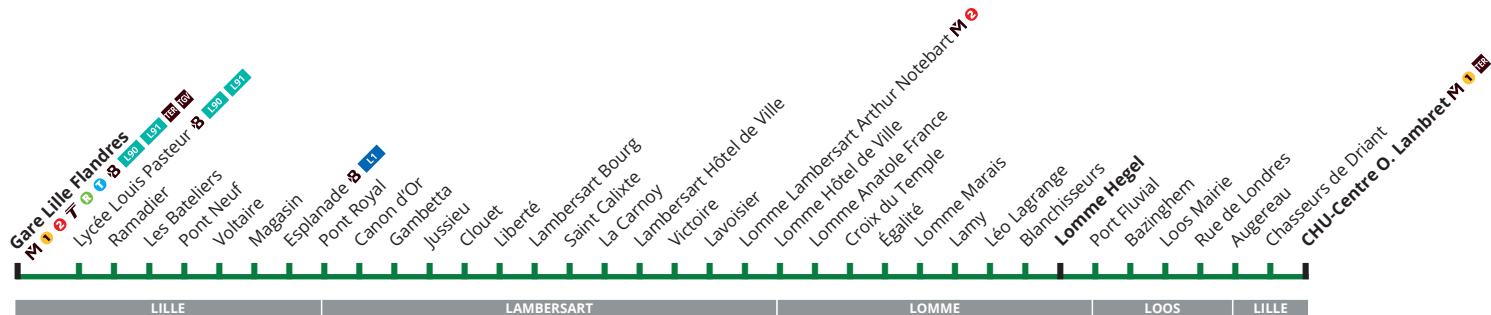 Gare Lille Flandres
M 1 2 T R T B L90 L91 TER TGV
Lycée Louis Pasteur B L90 L91
Ramadier
Les Bateliers
Pont Neuf
Voltaire
Magasin
Esplanade B L1
Pont Royal
Canon d'Or
Gambetta
Jussieu
Clouet
Liberté
Lambersart Bourg
Saint Calixte
La Carnoy
Lambersart Hôtel de Ville
Victoire
Lavoisier
Lomme Lambersart Arthur Notebart M 2
Lomme Hôtel de Ville
Lomme Anatole France
Croix du Temple
Égalité
Lomme Marais
Lamy
Léo Lagrange
Blanchisseurs
Lomme Hegel
Port Fluvial
Bazinghem
Loos Mairie
Rue de Londres
Augereau
Chasseurs de Driant
CHU-Centre O. Lambret M 1 TER
LILLE
LAMBERSART
LOMME
LOOS
LILLE